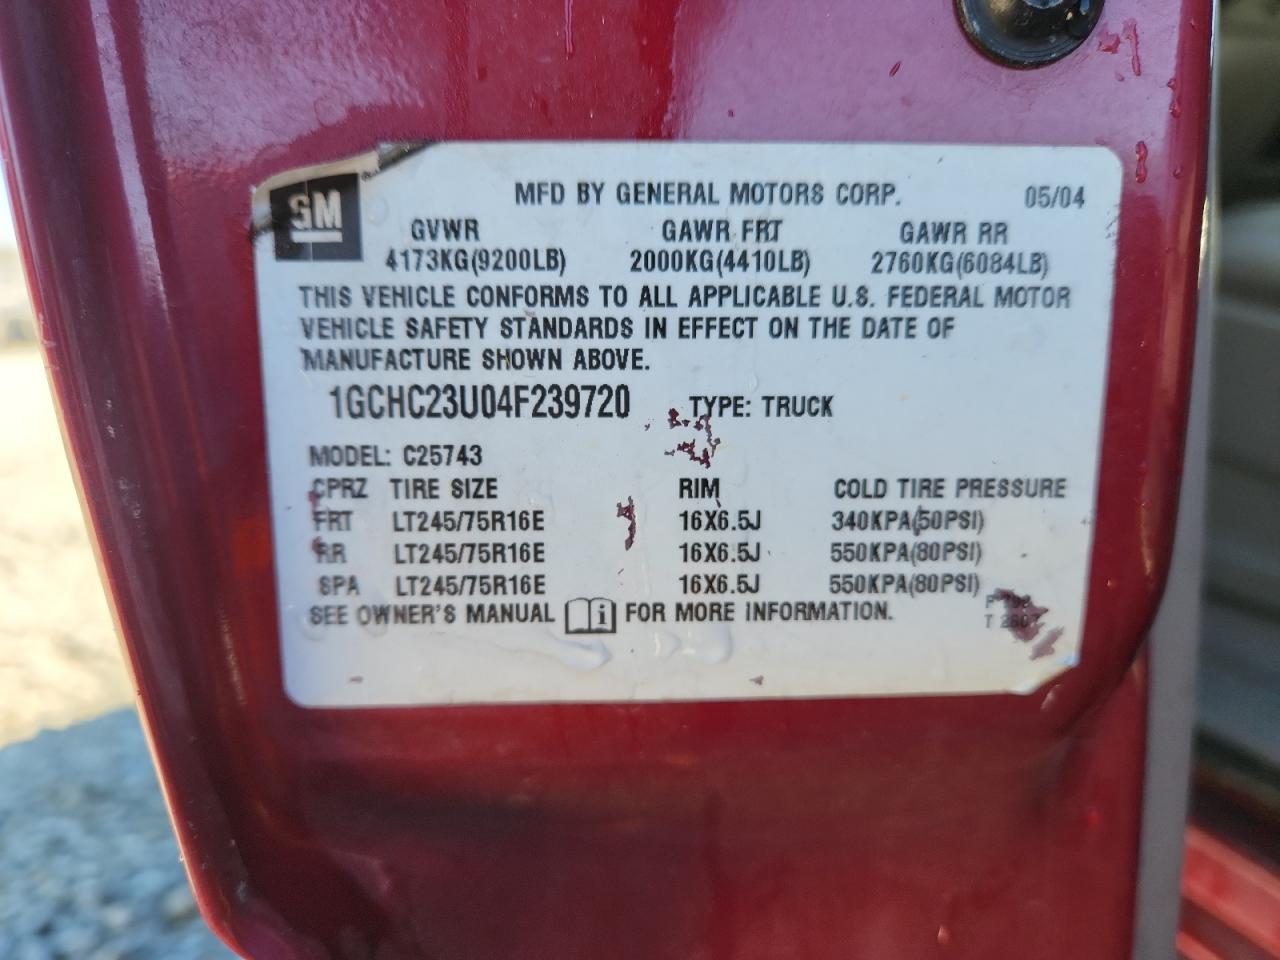 GM
MFD BY GENERAL MOTORS CORP. 05/04
GVWR GAWR FRT GAWR RR
4173KG(9200LB) 2000KG(4410LB) 2760KG(6084LB)
THIS VEHICLE CONFORMS TO ALL APPLICABLE U.S. FEDERAL MOTOR
VEHICLE SAFETY STANDARDS IN EFFECT ON THE DATE OF
MANUFACTURE SHOWN ABOVE.
1GCHC23U04F239720 TYPE: TRUCK
MODEL: C25743
CPRZ TIRE SIZE RIM COLD TIRE PRESSURE
FRT LT245/75R16E 16X6.5J 340KPA(50PSI)
RR LT245/75R16E 16X6.5J 550KPA(80PSI)
SPA LT245/75R16E 16X6.5J 550KPA(80PSI)
SEE OWNER'S MANUAL i FOR MORE INFORMATION.